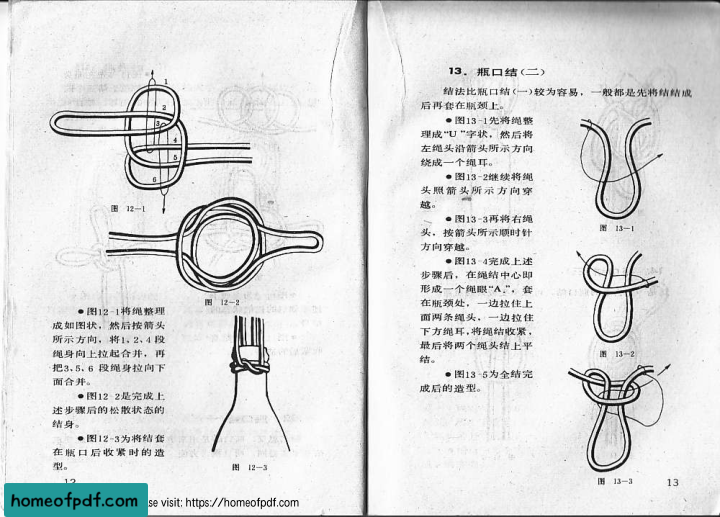 1
2
3
4
5
6
图 12—1
图 12—2
●图12-1将绳整理
成如图状，然后按箭头
所示方向，将1、2、4段
绳身向上拉起合并，再
把3、5、6 段绳身拉向下
面合并。
●图12-2是完成上
述步骤后的松散状态的
结身。
●图12-3为将结套
在瓶口后收紧时的造
型。
图 12—3
12
13．瓶口结（二）
结法比瓶口结（一）较为容易，一般都是先将结结成
后再套在瓶颈上。
●图13-1先将绳整
理成“U”字状，然后将
左绳头沿箭头所示方向
绕成一个绳耳。
●图13-2继续将绳
头照箭头所示方向穿
越。
●图13-3再将右绳
头，按箭头所示顺时针
方向穿越。
●图13-4完成上述
步骤后，在绳结中心即
形成一个绳眼“A”，套
在瓶颈处，一边拉住上
面两条绳头，一边拉住
下方绳耳，将绳结收紧，
最后将两个绳头结上平
结。
●图13-5为全结完
成后的造型。
图 13—1
图 13—2
图 13—3
13
homeofpdf.com
se visit: https://homeofpdf.com